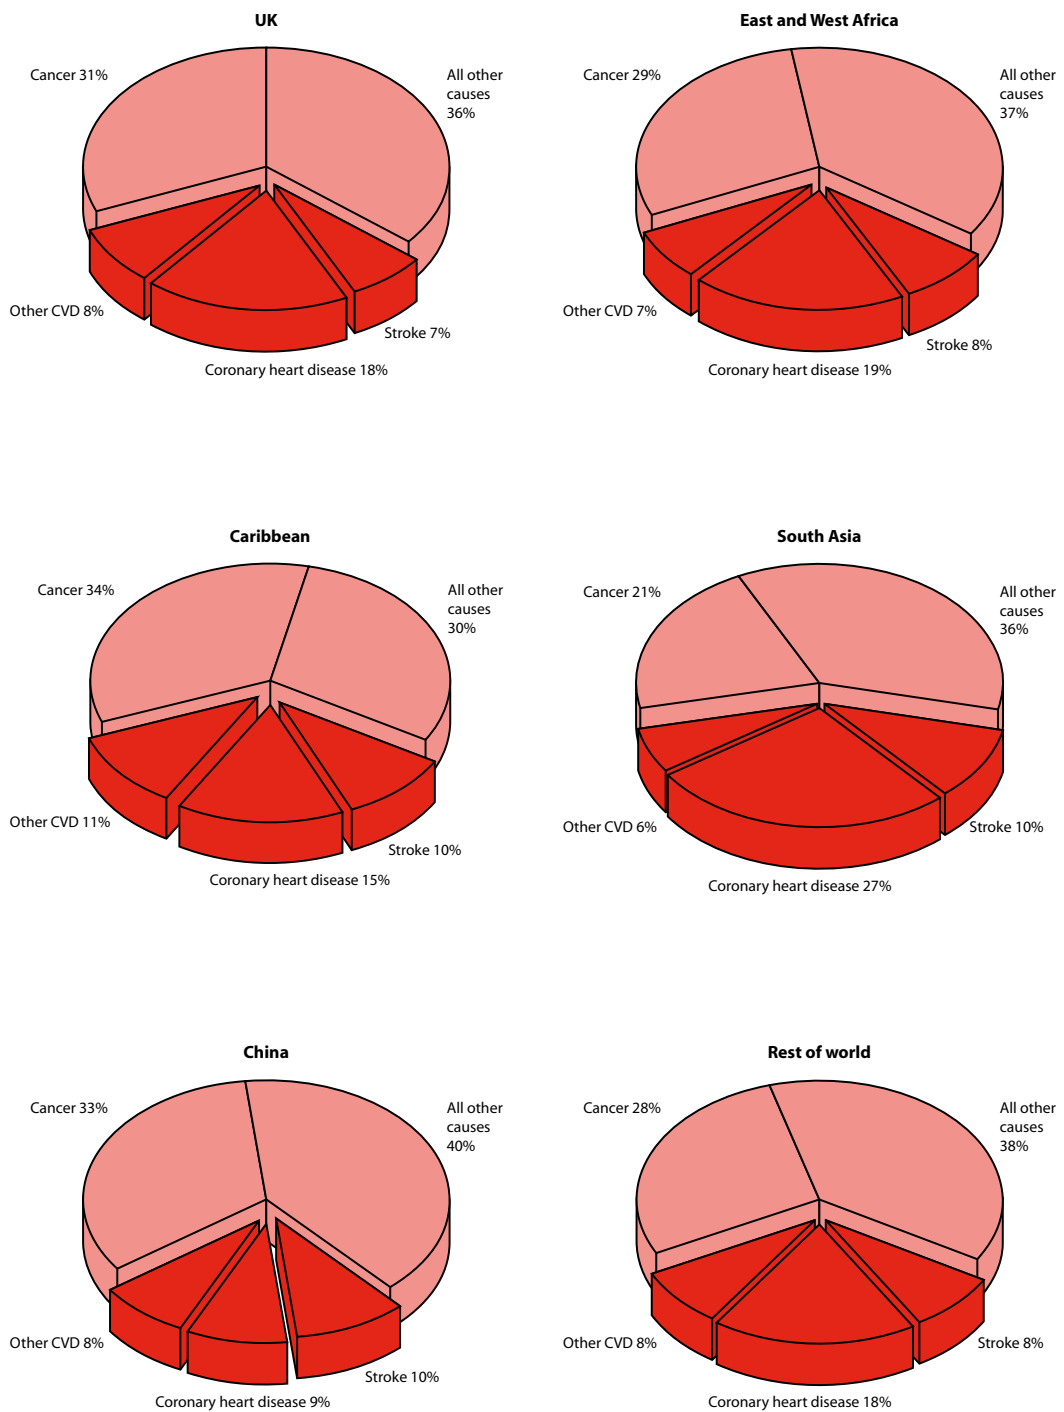 UK
Cancer 31%
All other
causes
36%
Other CVD 8%
Stroke 7%
Coronary heart disease 18%
East and West Africa
Cancer 29%
All other
causes
37%
Other CVD 7%
Stroke 8%
Coronary heart disease 19%
Caribbean
Cancer 34%
All other
causes
30%
Other CVD 11%
Stroke 10%
Coronary heart disease 15%
South Asia
Cancer 21%
All other
causes
36%
Other CVD 6%
Stroke 10%
Coronary heart disease 27%
China
Cancer 33%
All other
causes
40%
Other CVD 8%
Stroke 10%
Coronary heart disease 9%
Rest of world
Cancer 28%
All other
causes
38%
Other CVD 8%
Stroke 8%
Coronary heart disease 18%